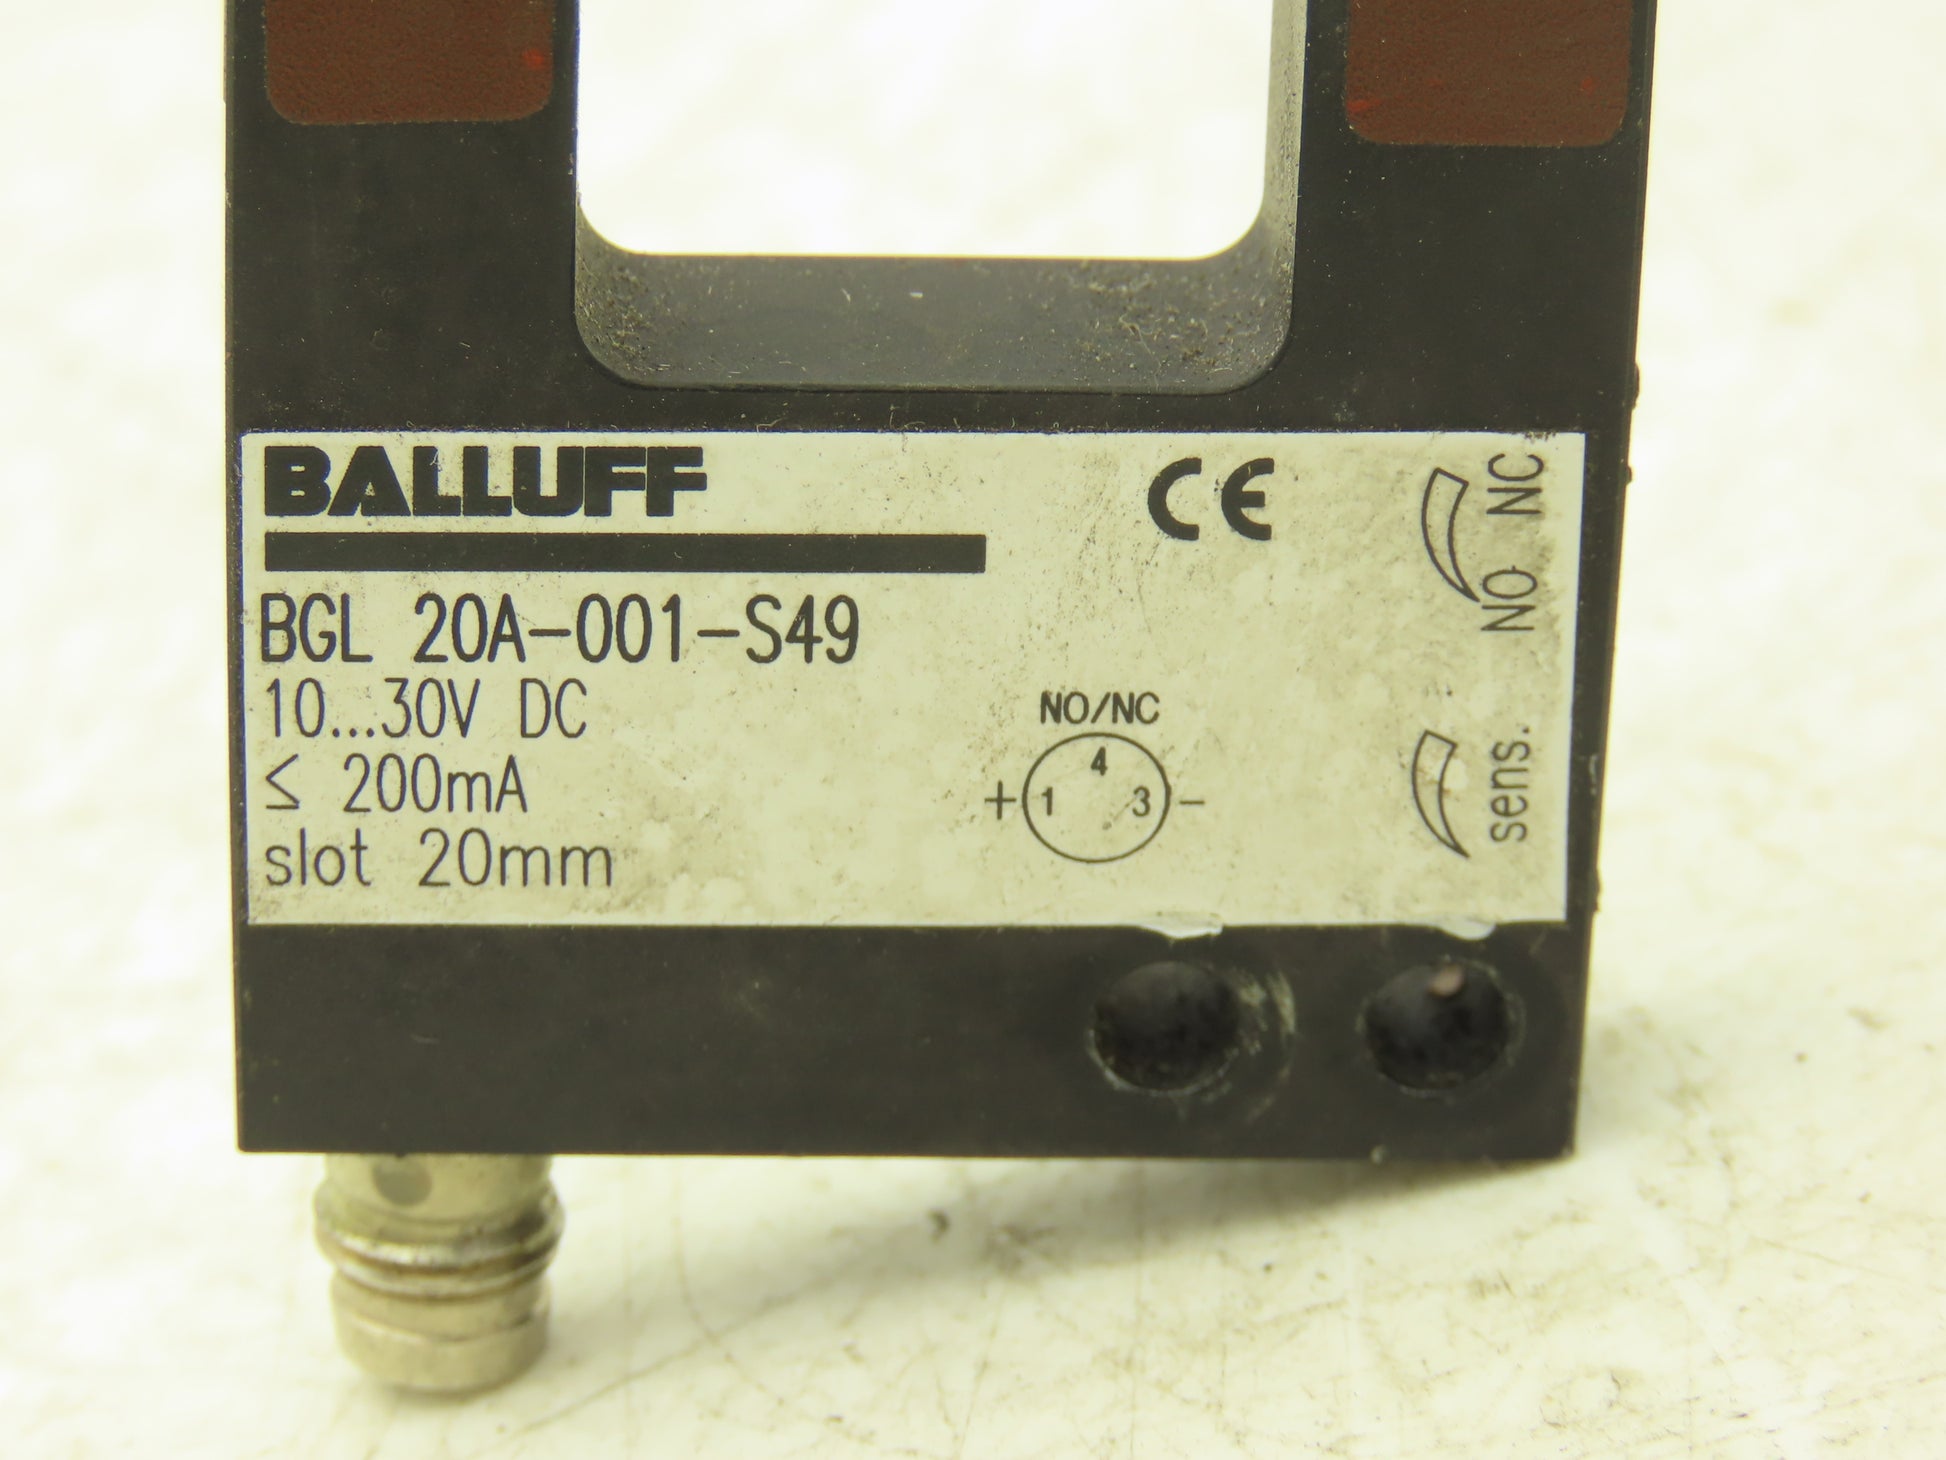 BALLUFF
CE
BGL 20A-001-S49
10...30V DC
≤ 200mA
slot 20mm
NO/NC
4
+ 1 3 -
NO NC
sens.